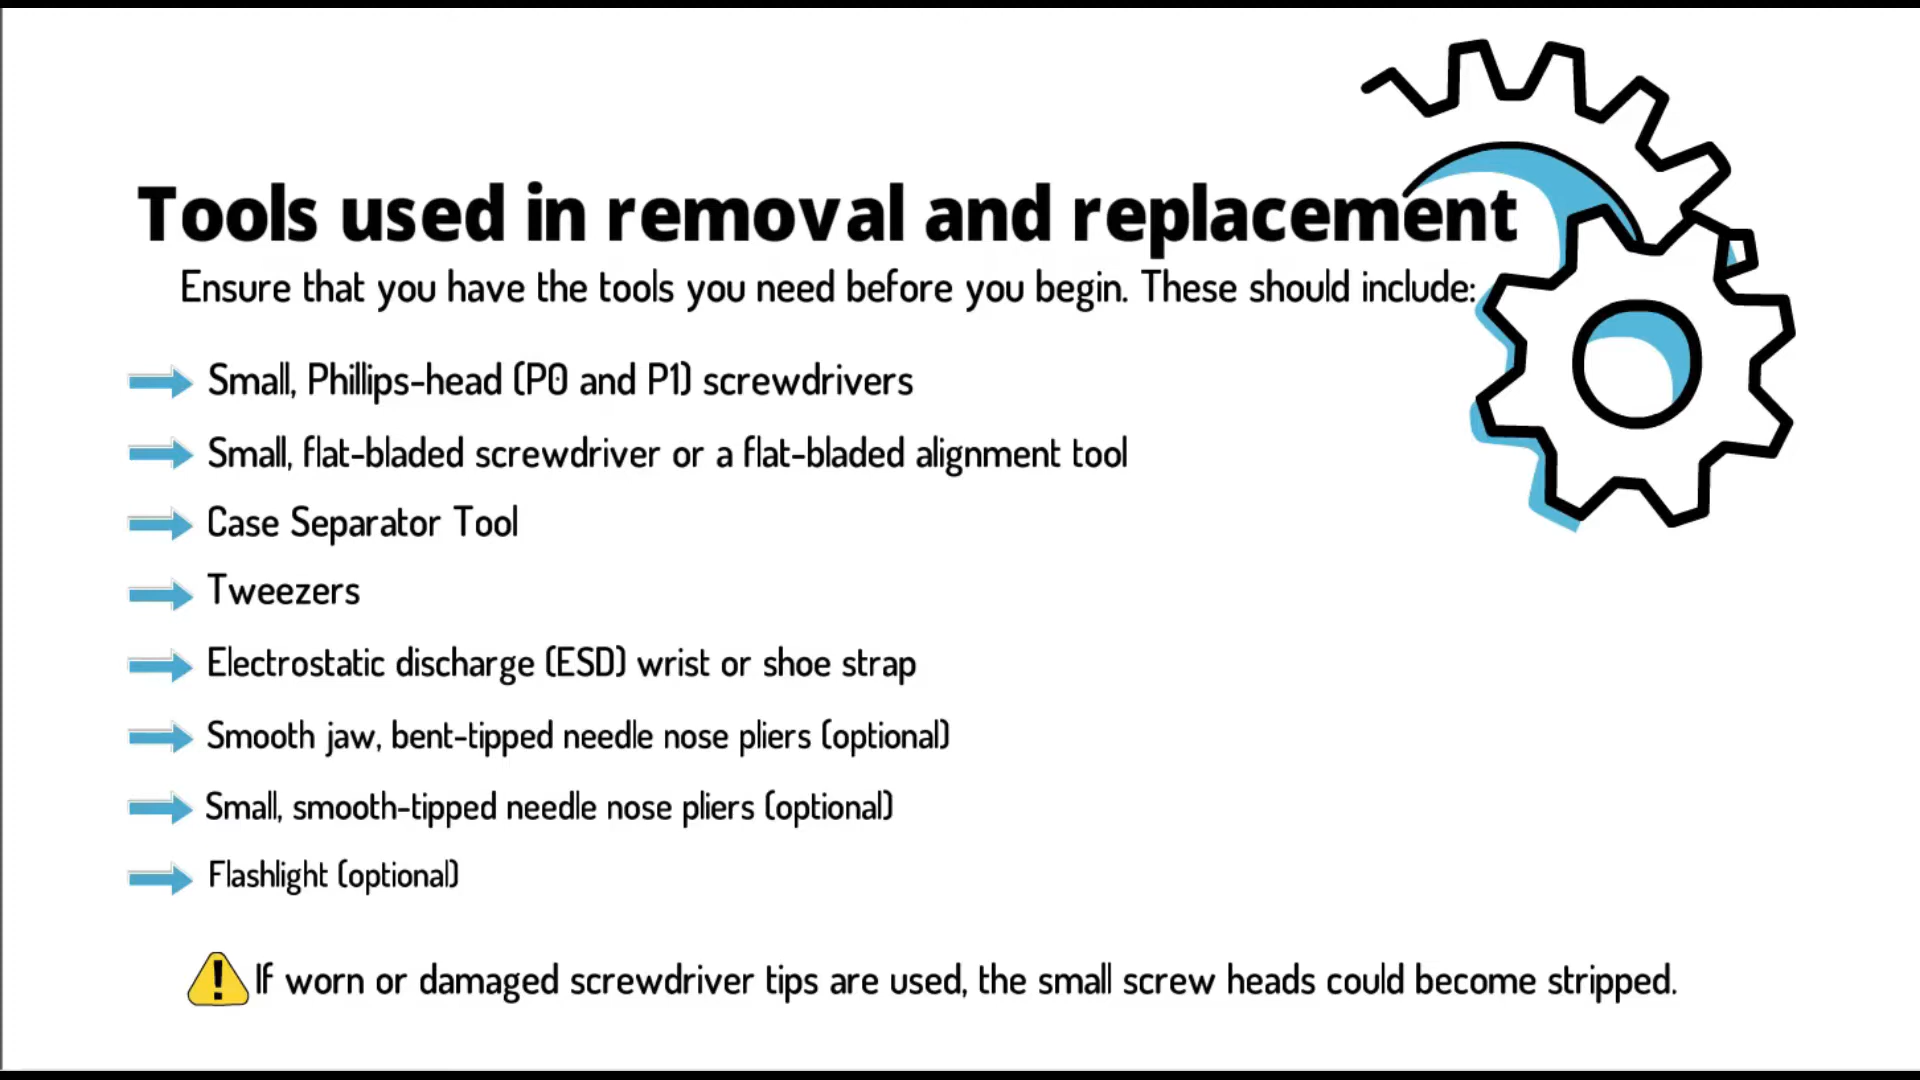 Tools used in removal and replacement
Ensure that you have the tools you need before you begin. These should include:
Small, Phillips-head (P0 and P1) screwdrivers
Small, flat-bladed screwdriver or a flat-bladed alignment tool
Case Separator Tool
Tweezers
Electrostatic discharge (ESD) wrist or shoe strap
Smooth jaw, bent-tipped needle nose pliers (optional)
Small, smooth-tipped needle nose pliers (optional)
Flashlight (optional)
If worn or damaged screwdriver tips are used, the small screw heads could become stripped.